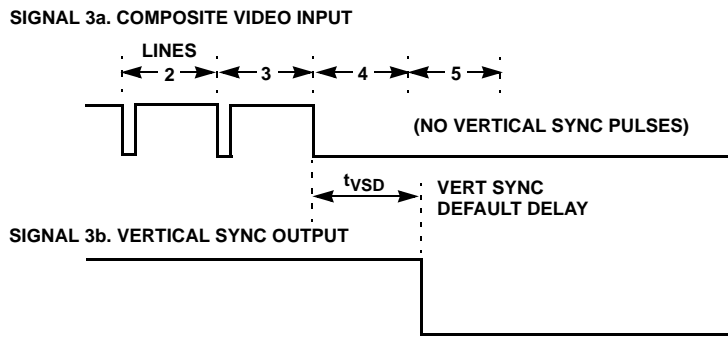 SIGNAL 3a. COMPOSITE VIDEO INPUT
LINES
2 3 4 5
(NO VERTICAL SYNC PULSES)
tVSD VERT SYNC
DEFAULT DELAY
SIGNAL 3b. VERTICAL SYNC OUTPUT